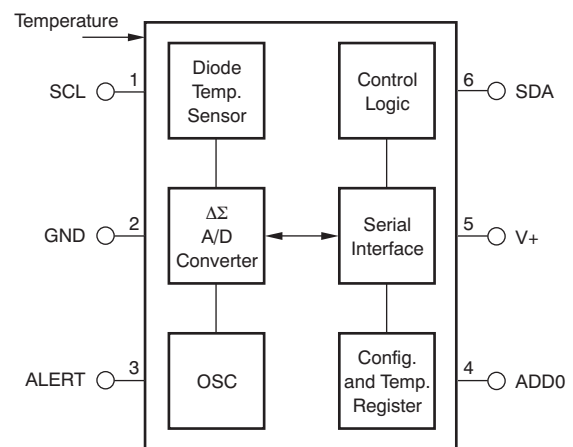 Temperature
SCL
1
Diode
Temp.
Sensor
Control
Logic
6
SDA
GND
2
ΔΣ
A/D
Converter
Serial
Interface
5
V+
ALERT
3
OSC
Config.
and Temp.
Register
4
ADD0